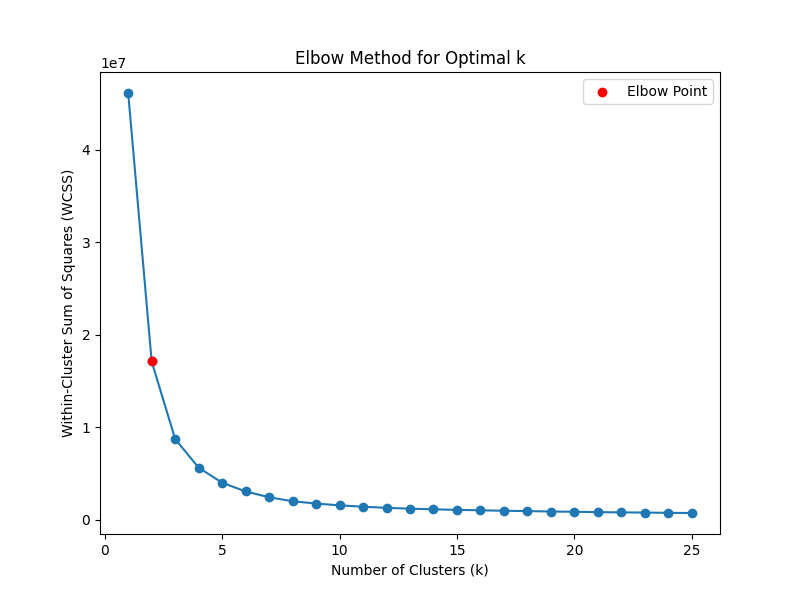 Elbow Method for Optimal k
1e7
Elbow Point
4
3
2
1
0
Within-Cluster Sum of Squares (WCSS)
0 5 10 15 20 25
Number of Clusters (k)